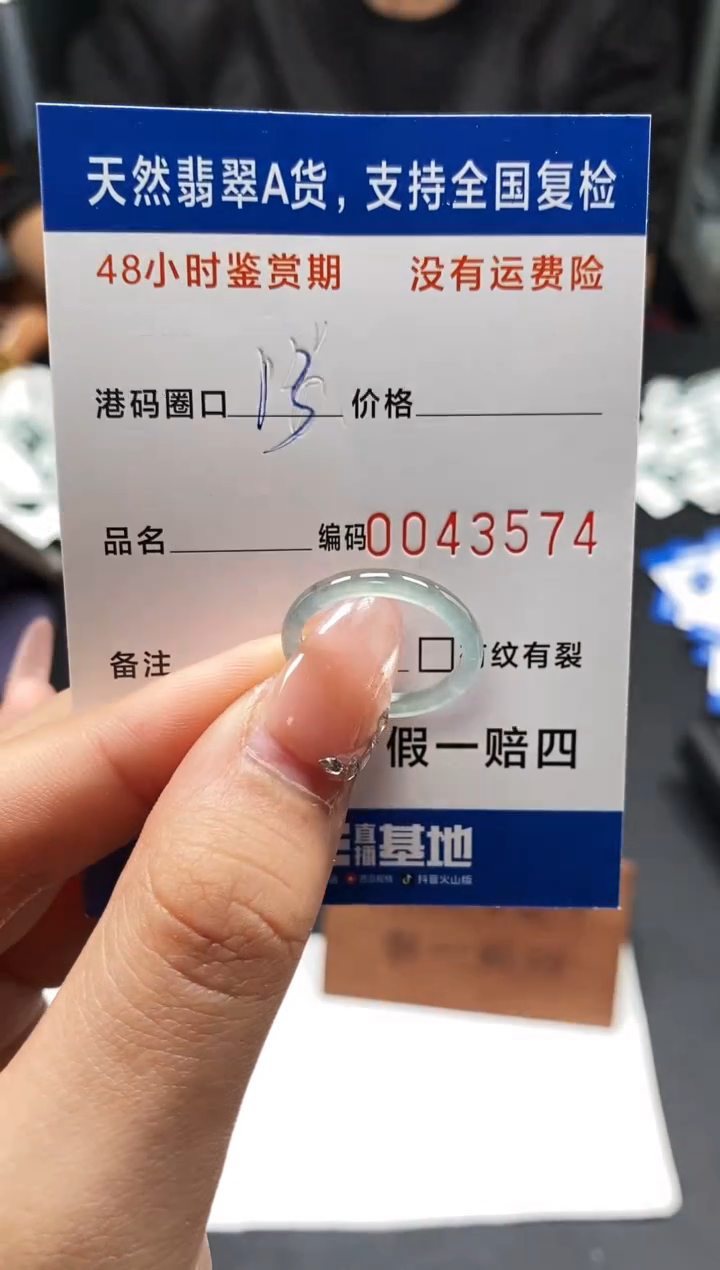 天然翡翠A货，支持全国复检
48小时鉴赏期 没有运费险
港码圈口 13 价格
品名 编码0043574
备注 □ 纹有裂
假一赔四
直播基地
抖音火山版